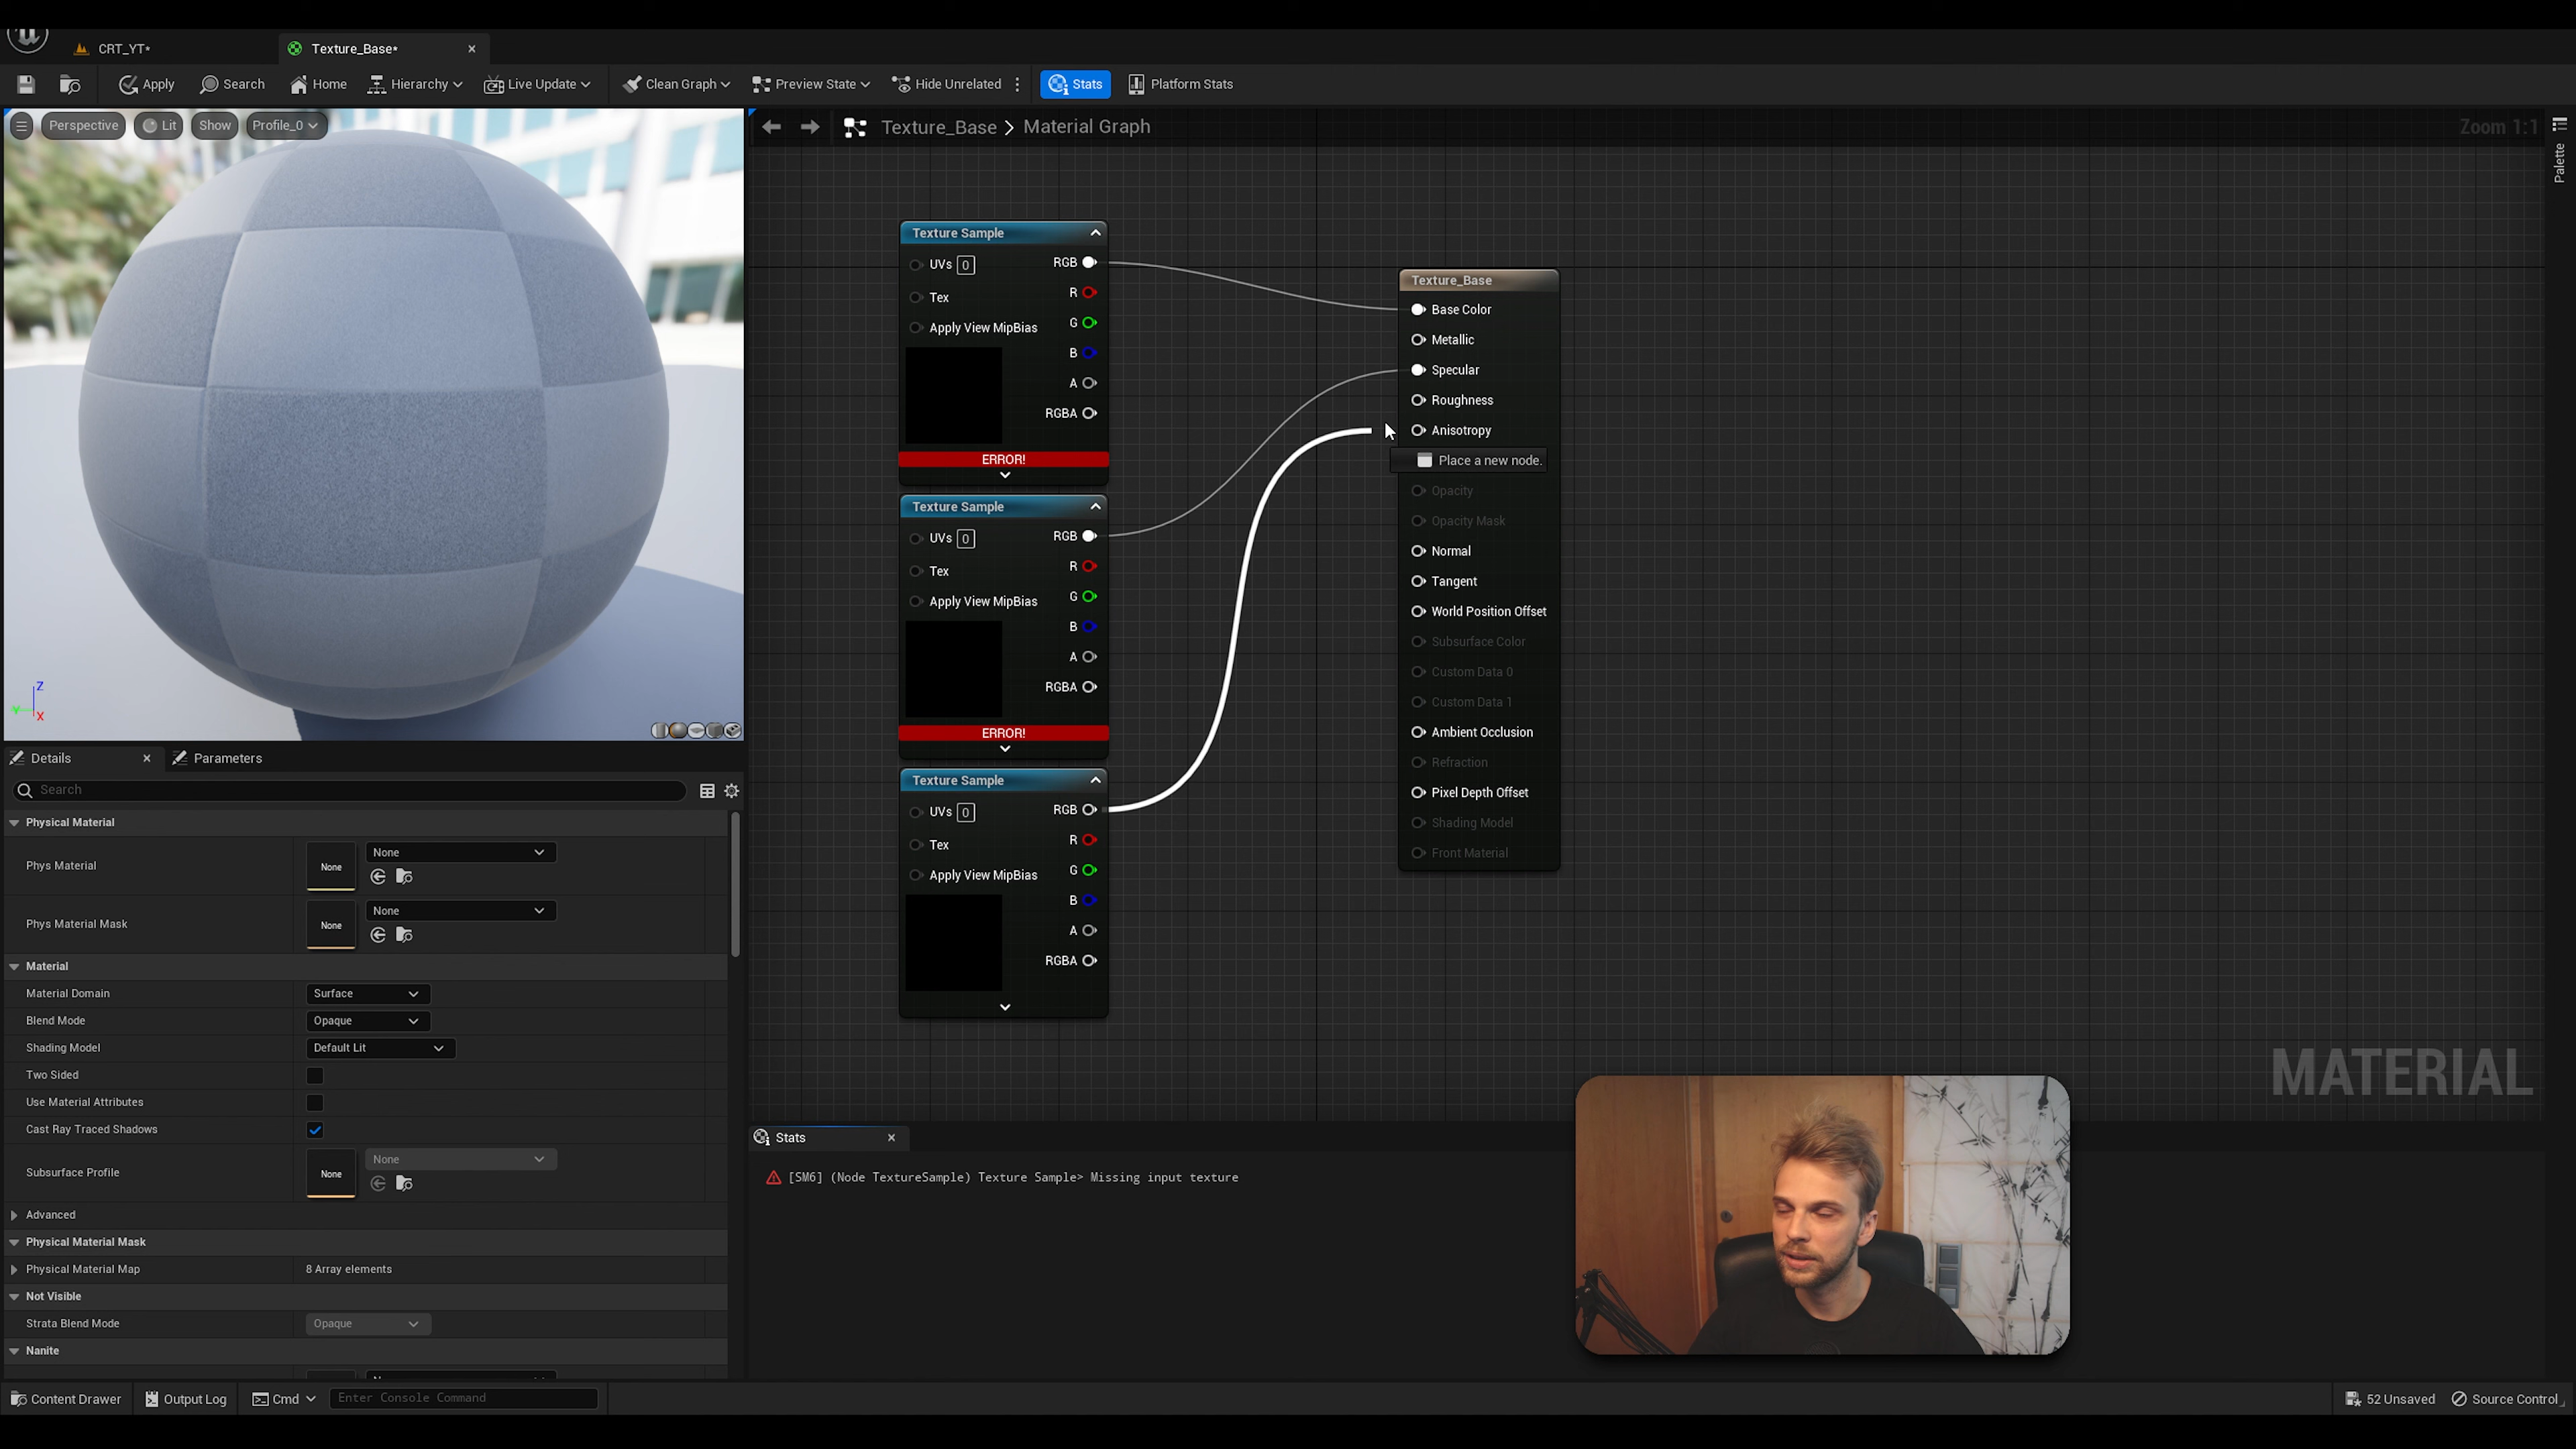 CRT_YT*
Texture_Base*
Apply
Search
Home
Hierarchy
Live Update
Clean Graph
Preview State
Hide Unrelated
Stats
Platform Stats
Perspective
Lit
Show
Profile_0
Texture_Base > Material Graph
Zoom 1:1
Palette
Texture Sample
UVs 0
RGB
Tex
R
Apply View MipBias
G
B
A
RGBA
ERROR!
Texture Sample
UVs 0
RGB
Tex
R
Apply View MipBias
G
B
A
RGBA
ERROR!
Texture Sample
UVs 0
RGB
Tex
R
Apply View MipBias
G
B
A
RGBA
Texture_Base
Base Color
Metallic
Specular
Roughness
Anisotropy
Place a new node.
Opacity
Opacity Mask
Normal
Tangent
World Position Offset
Subsurface Color
Custom Data 0
Custom Data 1
Ambient Occlusion
Refraction
Pixel Depth Offset
Shading Model
Front Material
MATERIAL
Z
Y
X
Details
Parameters
Search
Physical Material
Phys Material
None
None
Phys Material Mask
None
None
Material
Material Domain
Surface
Blend Mode
Opaque
Shading Model
Default Lit
Two Sided
Use Material Attributes
Cast Ray Traced Shadows
Subsurface Profile
None
None
Advanced
Physical Material Mask
Physical Material Map
8 Array elements
Not Visible
Strata Blend Mode
Opaque
Nanite
Stats
[SM6] (Node TextureSample) Texture Sample> Missing input texture
Content Drawer
Output Log
Cmd
Enter Console Command
52 Unsaved
Source Control